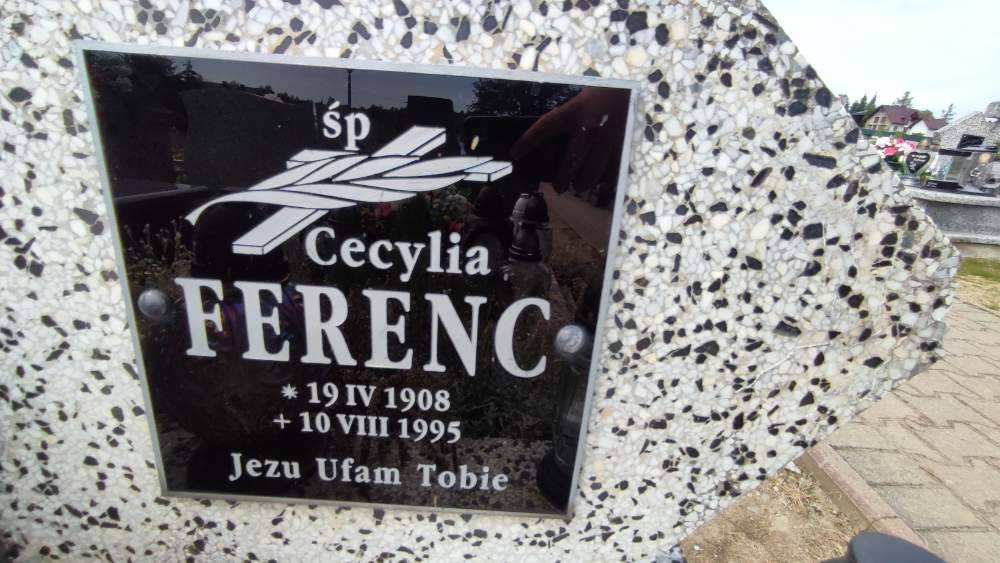 śp
Cecylia
FERENC
* 19 IV 1908
+ 10 VIII 1995
Jezu Ufam Tobie